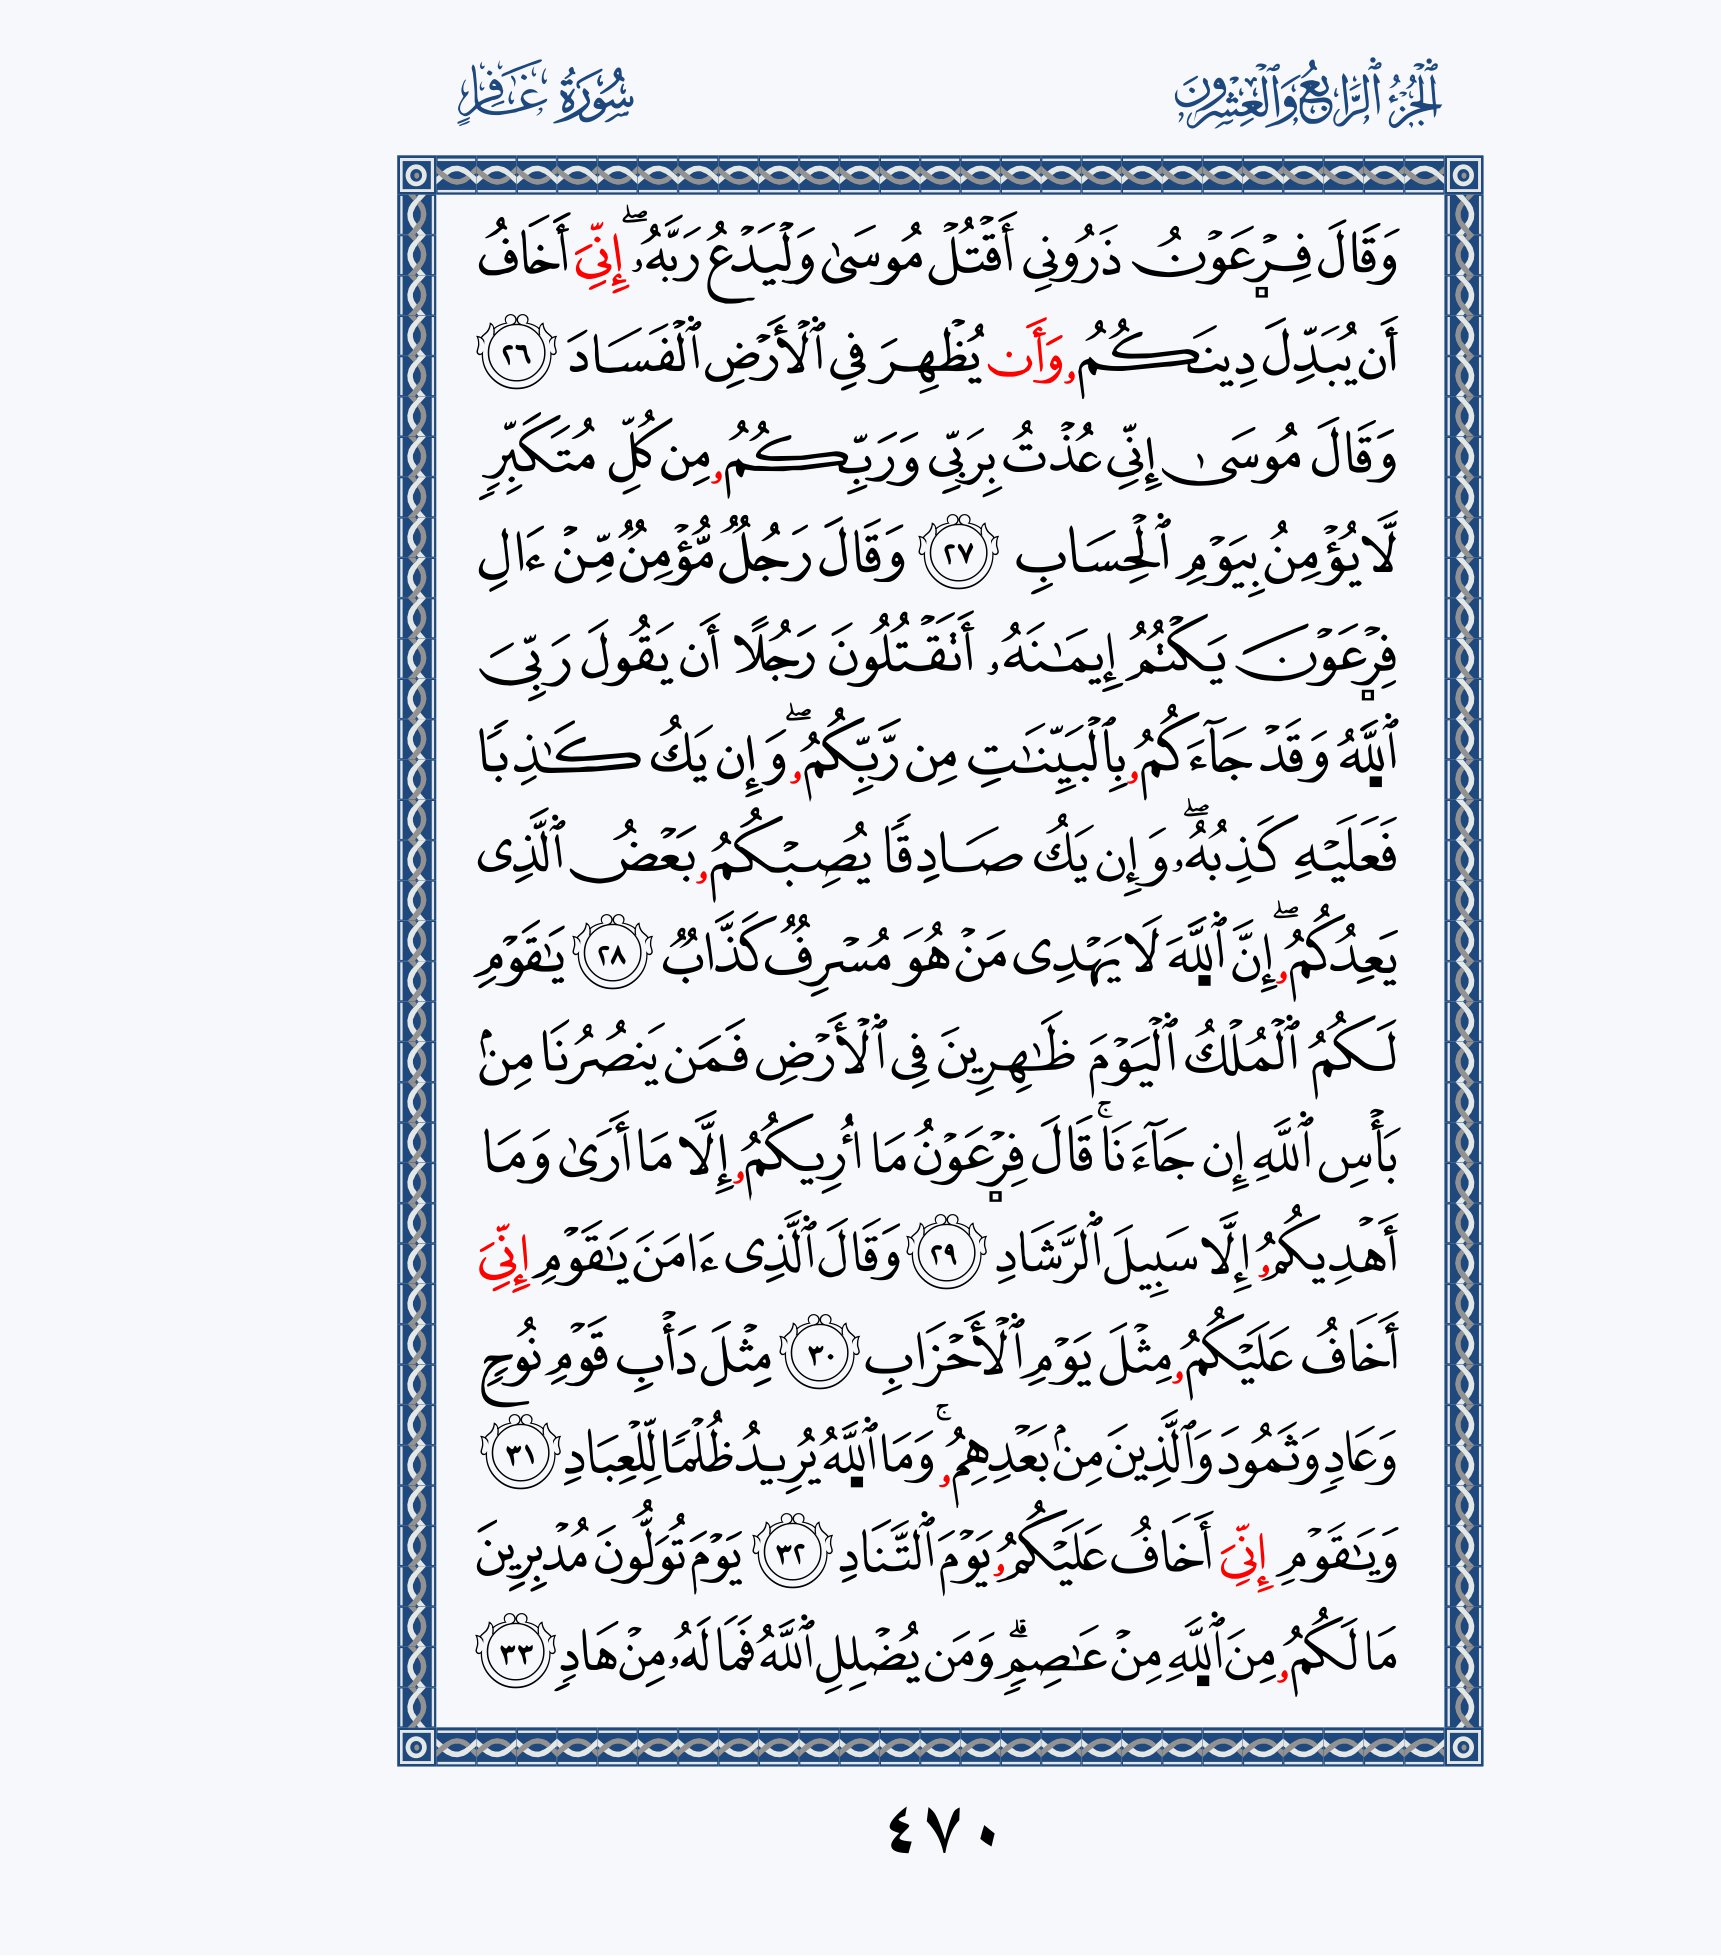 ٱلۡجُزۡءُ ٱلرَّابِعُ وَٱلۡعِشۡرُونَ
سُورَةُ غَافِرٍ
وَقَالَ فِرۡعَوۡنُ ذَرُونِي أَقۡتُلۡ مُوسَىٰ وَلۡيَدۡعُ رَبَّهُۥۖ إِنِّيَ أَخَافُ
أَن يُبَدِّلَ دِينَكُمُۥ وَأَن يُظۡهِرَ فِي ٱلۡأَرۡضِ ٱلۡفَسَادَ ٢٦
وَقَالَ مُوسَىٰ إِنِّي عُذۡتُ بِرَبِّي وَرَبِّكُمُۥ مِن كُلِّ مُتَكَبِّرٖ
لَّا يُؤۡمِنُ بِيَوۡمِ ٱلۡحِسَابِ ٢٧ وَقَالَ رَجُلٞ مُّؤۡمِنٞ مِّنۡ ءَالِ
فِرۡعَوۡنَ يَكۡتُمُ إِيمَٰنَهُۥ أَتَقۡتُلُونَ رَجُلًا أَن يَقُولَ رَبِّيَ
ٱللَّهُ وَقَدۡ جَآءَكُمُۥ بِٱلۡبَيِّنَٰتِ مِن رَّبِّكُمُۥۖ وَإِن يَكُ كَٰذِبٗا
فَعَلَيۡهِ كَذِبُهُۥۖ وَإِن يَكُ صَادِقٗا يُصِبۡكُمُۥ بَعۡضُ ٱلَّذِي
يَعِدُكُمُۥۖ إِنَّ ٱللَّهَ لَا يَهۡدِي مَنۡ هُوَ مُسۡرِفٞ كَذَّابٞ ٢٨ يَٰقَوۡمِ
لَكُمُ ٱلۡمُلۡكُ ٱلۡيَوۡمَ ظَٰهِرِينَ فِي ٱلۡأَرۡضِ فَمَن يَنصُرُنَا مِنۢ
بَأۡسِ ٱللَّهِ إِن جَآءَنَاۚ قَالَ فِرۡعَوۡنُ مَا أُرِيكُمُۥ إِلَّا مَا أَرَىٰ وَمَا
أَهۡدِيكُمُۥ إِلَّا سَبِيلَ ٱلرَّشَادِ ٢٩ وَقَالَ ٱلَّذِي ءَامَنَ يَٰقَوۡمِ إِنِّيَ
أَخَافُ عَلَيۡكُمُۥ مِثۡلَ يَوۡمِ ٱلۡأَحۡزَابِ ٣٠ مِثۡلَ دَأۡبِ قَوۡمِ نُوحٖ
وَعَادٖ وَثَمُودَ وَٱلَّذِينَ مِنۢ بَعۡدِهِمُۥۚ وَمَا ٱللَّهُ يُرِيدُ ظُلۡمٗا لِّلۡعِبَادِ ٣١
وَيَٰقَوۡمِ إِنِّيَ أَخَافُ عَلَيۡكُمُۥ يَوۡمَ ٱلتَّنَادِ ٣٢ يَوۡمَ تُوَلُّونَ مُدۡبِرِينَ
مَا لَكُمُۥ مِنَ ٱللَّهِ مِنۡ عَٰصِمٖۗ وَمَن يُضۡلِلِ ٱللَّهُ فَمَا لَهُۥ مِنۡ هَادٖ ٣٣
٤٧٠